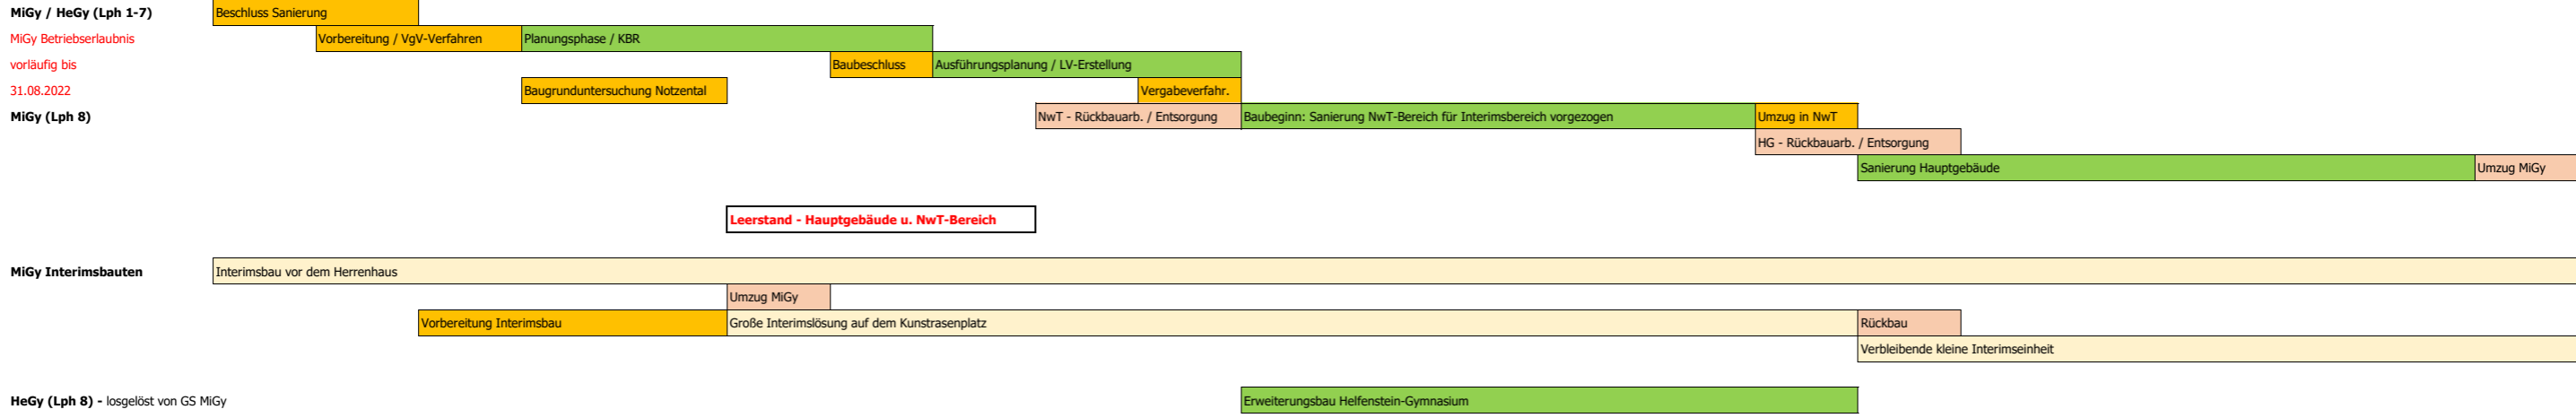 MiGy / HeGy (Lph 1-7) Beschluss Sanierung
MiGy Betriebserlaubnis Vorbereitung / VgV-Verfahren Planungsphase / KBR
vorläufig bis Baubeschluss Ausführungsplanung / LV-Erstellung
31.08.2022 Baugrunduntersuchung Notzental Vergabeverfahr.
MiGy (Lph 8) NwT - Rückbauarb. / Entsorgung Baubeginn: Sanierung NwT-Bereich für Interimsbereich vorgezogen Umzug in NwT
HG - Rückbauarb. / Entsorgung
Sanierung Hauptgebäude Umzug MiGy
Leerstand - Hauptgebäude u. NwT-Bereich
MiGy Interimsbauten Interimsbau vor dem Herrenhaus
Umzug MiGy
Vorbereitung Interimsbau Große Interimslösung auf dem Kunstrasenplatz Rückbau
Verbleibende kleine Interimseinheit
HeGy (Lph 8) - losgelöst von GS MiGy Erweiterungsbau Helfenstein-Gymnasium